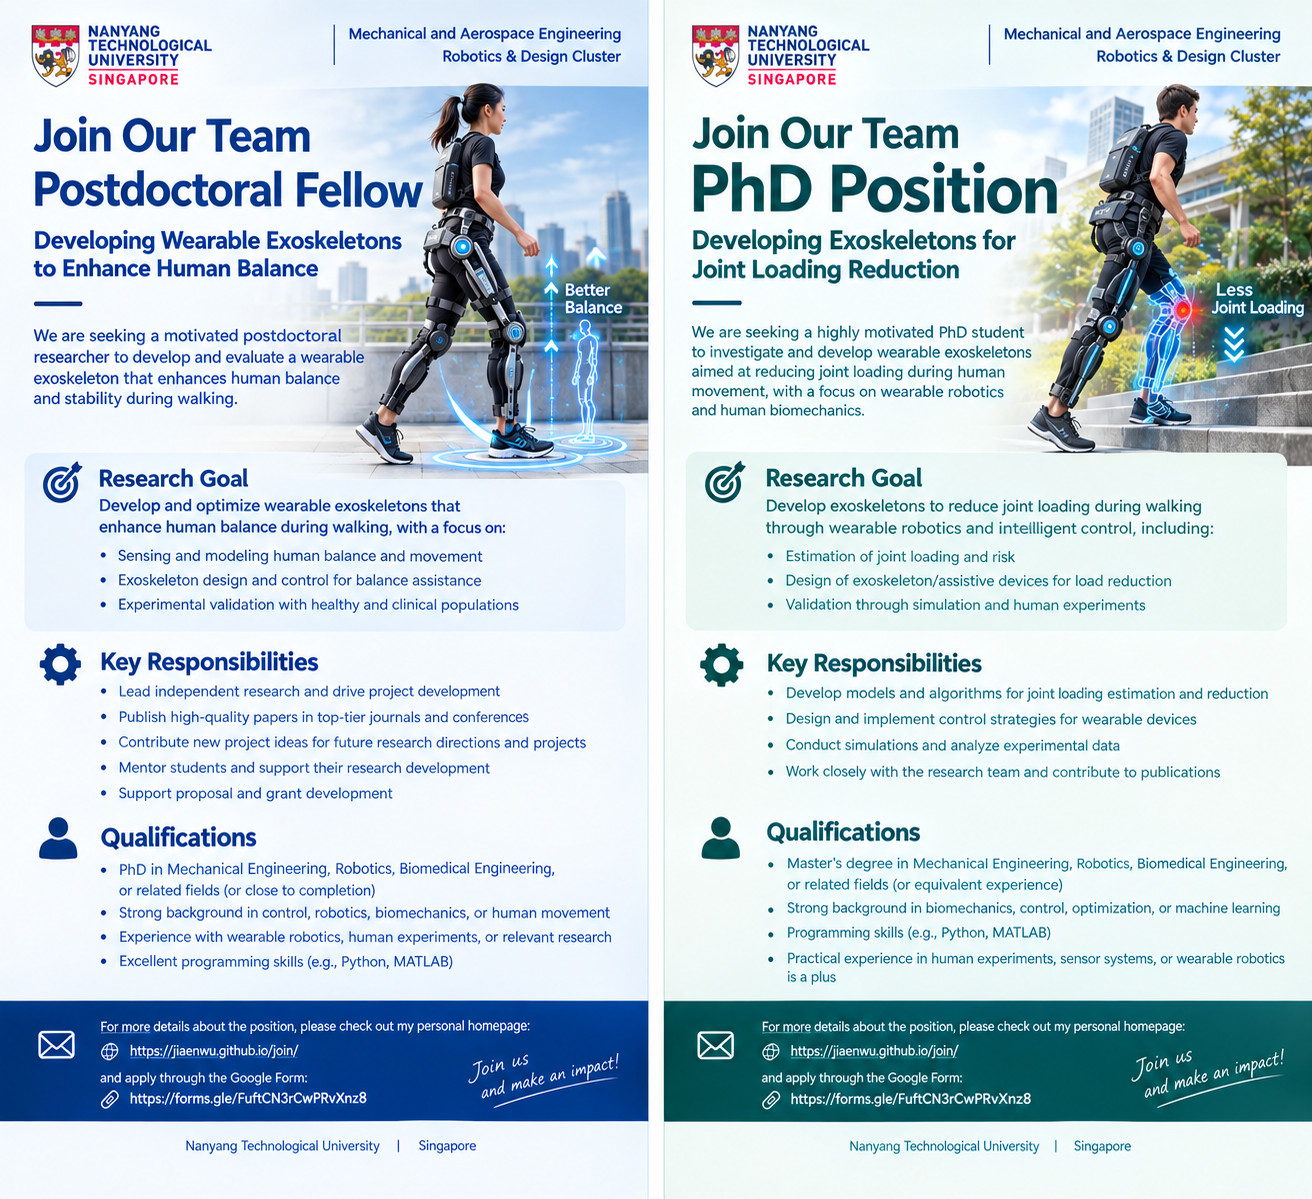 NANYANG
TECHNOLOGICAL
UNIVERSITY
SINGAPORE
Mechanical and Aerospace Engineering
Robotics & Design Cluster
Join Our Team
Postdoctoral Fellow
Developing Wearable Exoskeletons
to Enhance Human Balance
Better
Balance
We are seeking a motivated postdoctoral
researcher to develop and evaluate a wearable
exoskeleton that enhances human balance
and stability during walking.
Research Goal
Develop and optimize wearable exoskeletons that
enhance human balance during walking, with a focus on:
• Sensing and modeling human balance and movement
• Exoskeleton design and control for balance assistance
• Experimental validation with healthy and clinical populations
Key Responsibilities
• Lead independent research and drive project development
• Publish high-quality papers in top-tier journals and conferences
• Contribute new project ideas for future research directions and projects
• Mentor students and support their research development
• Support proposal and grant development
Qualifications
• PhD in Mechanical Engineering, Robotics, Biomedical Engineering,
or related fields (or close to completion)
• Strong background in control, robotics, biomechanics, or human movement
• Experience with wearable robotics, human experiments, or relevant research
• Excellent programming skills (e.g., Python, MATLAB)
For more details about the position, please check out my personal homepage:
https://jiaenwu.github.io/join/
and apply through the Google Form:
https://forms.gle/FuftCN3rCwPRvXnz8
Join us
and make an impact!
Nanyang Technological University | Singapore
NANYANG
TECHNOLOGICAL
UNIVERSITY
SINGAPORE
Mechanical and Aerospace Engineering
Robotics & Design Cluster
Join Our Team
PhD Position
Developing Exoskeletons for
Joint Loading Reduction
Less
Joint Loading
We are seeking a highly motivated PhD student
to investigate and develop wearable exoskeletons
aimed at reducing joint loading during human
movement, with a focus on wearable robotics
and human biomechanics.
Research Goal
Develop exoskeletons to reduce joint loading during walking
through wearable robotics and intelligent control, including:
• Estimation of joint loading and risk
• Design of exoskeleton/assistive devices for load reduction
• Validation through simulation and human experiments
Key Responsibilities
• Develop models and algorithms for joint loading estimation and reduction
• Design and implement control strategies for wearable devices
• Conduct simulations and analyze experimental data
• Work closely with the research team and contribute to publications
Qualifications
• Master's degree in Mechanical Engineering, Robotics, Biomedical Engineering,
or related fields (or equivalent experience)
• Strong background in biomechanics, control, optimization, or machine learning
• Programming skills (e.g., Python, MATLAB)
• Practical experience in human experiments, sensor systems, or wearable robotics
is a plus
For more details about the position, please check out my personal homepage:
https://jiaenwu.github.io/join/
and apply through the Google Form:
https://forms.gle/FuftCN3rCwPRvXnz8
Join us
and make an impact!
Nanyang Technological University | Singapore